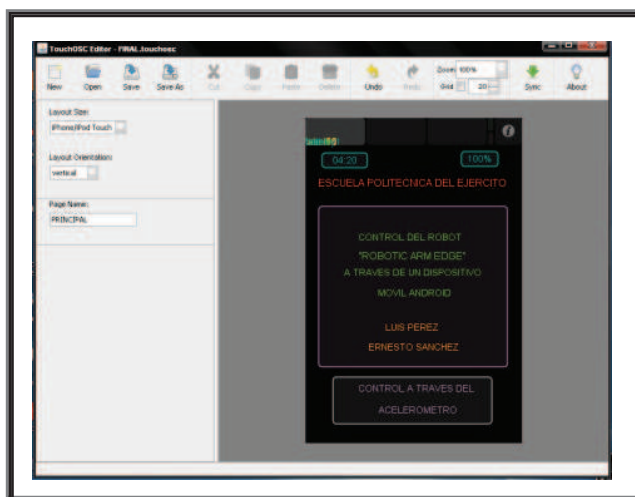 TouchOSC Editor - FINAL.touchosc
New Open Save Save As Cut Copy Paste Delete Undo Redo Zoom: 100% Grid 20 Sync About
Layout Size:
iPhone/iPod Touch
Layout Orientation:
vertical
Page Name:
PRINCIPAL
04:20 100%
ESCUELA POLITECNICA DEL EJERCITO
CONTROL DEL ROBOT
"ROBOTIC ARM EDGE"
A TRAVES DE UN DISPOSITIVO
MOVIL ANDROID
LUIS PEREZ
ERNESTO SANCHEZ
CONTROL A TRAVES DEL
ACELEROMETRO